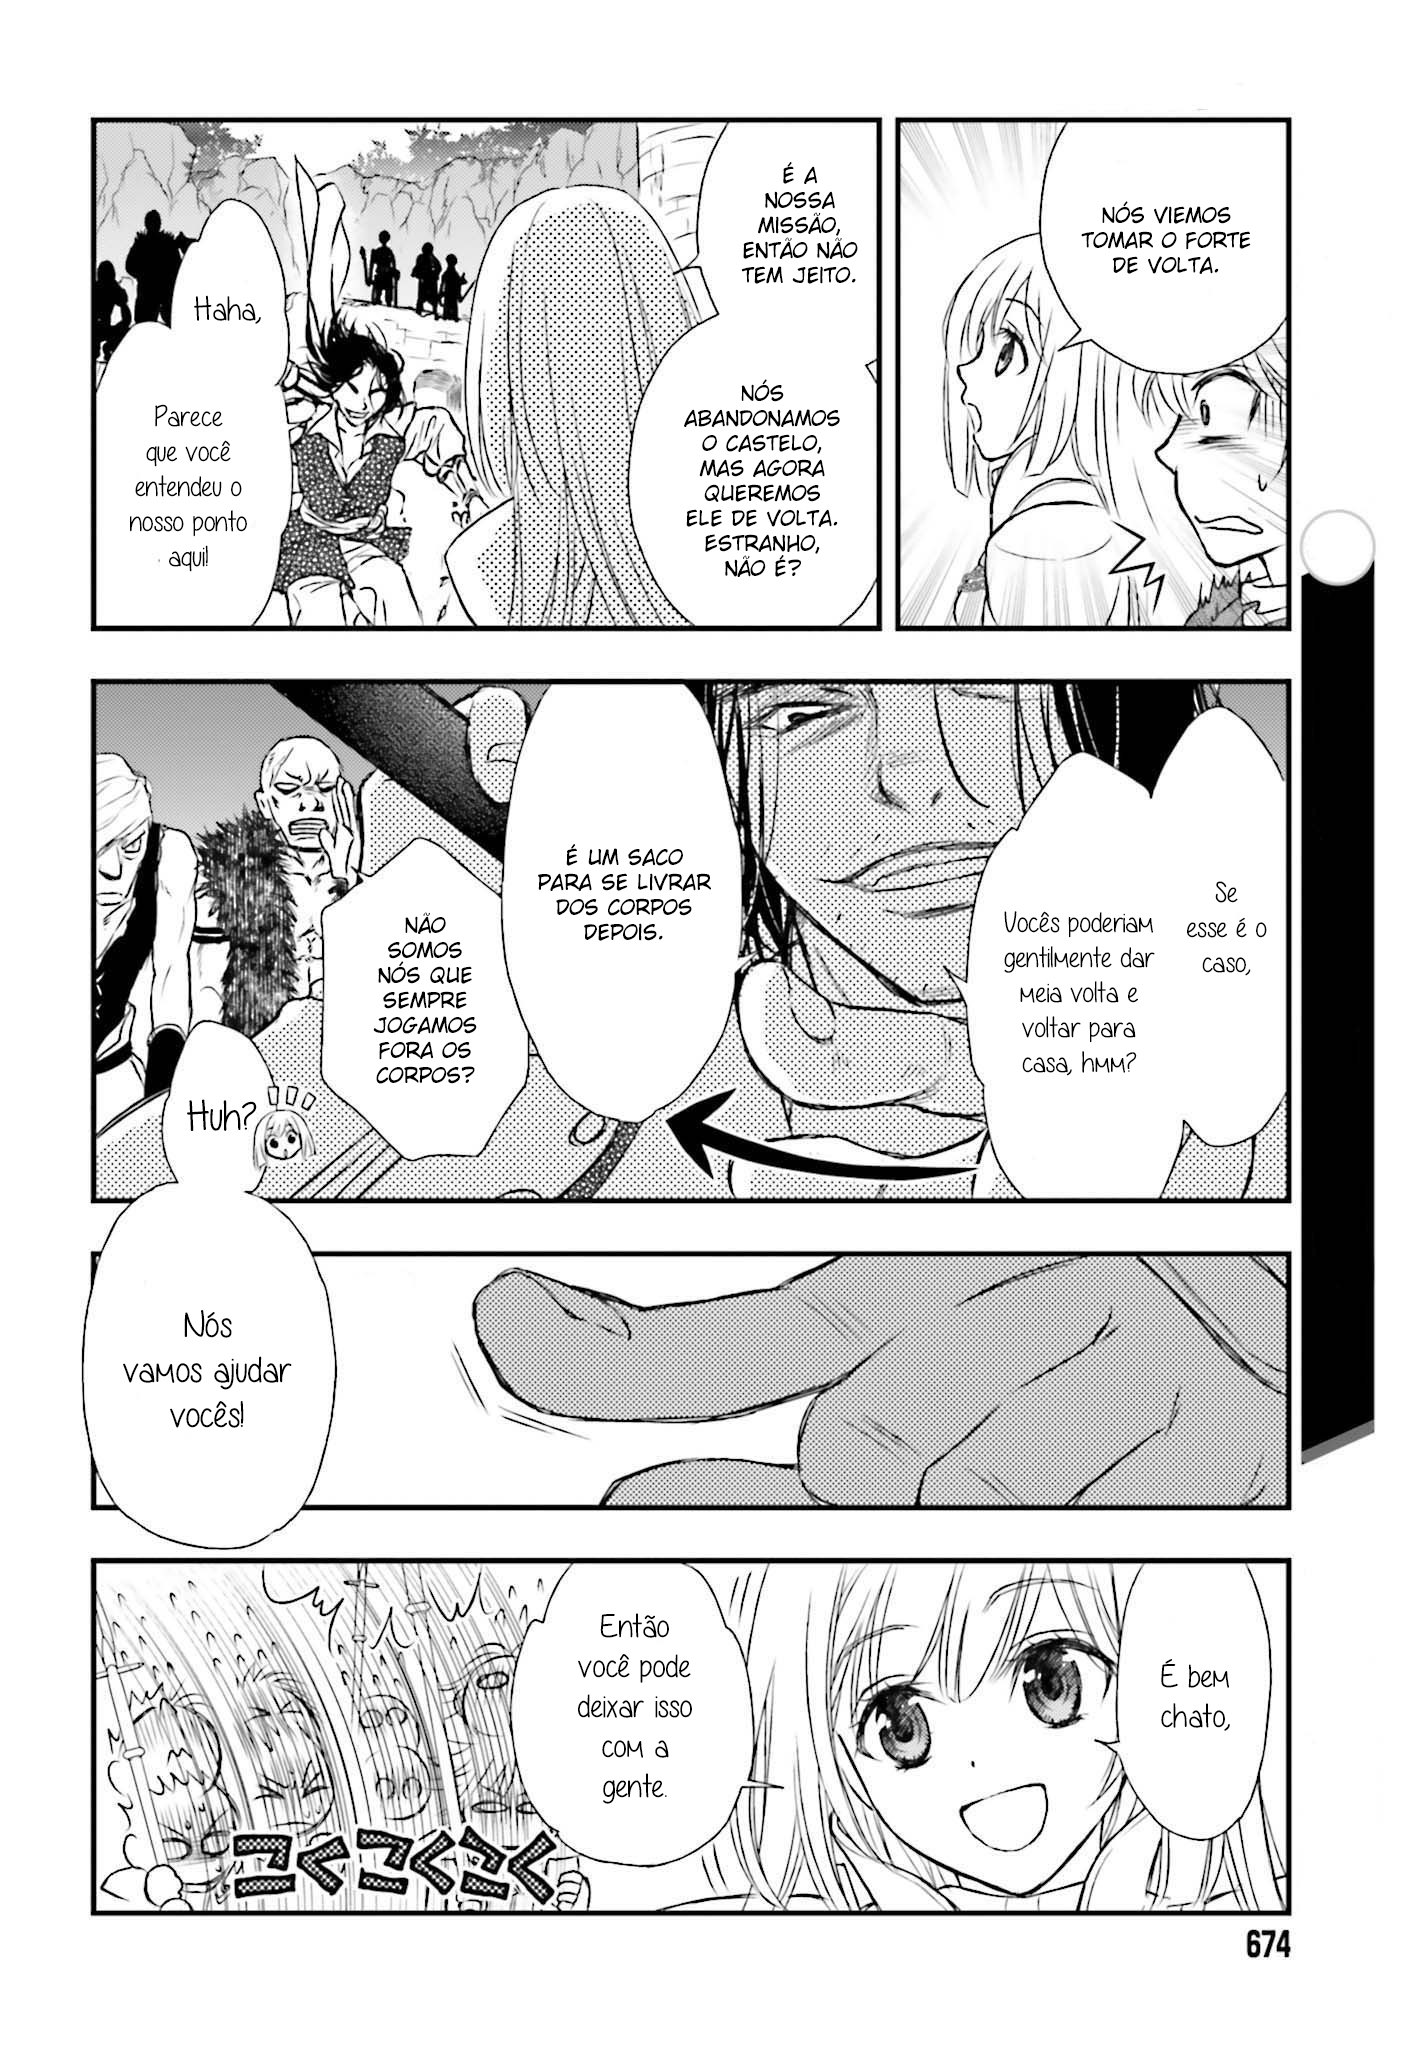 NÓS VIEMOS
TOMAR O FORTE
DE VOLTA.
É A
NOSSA
MISSÃO,
ENTÃO NÃO
TEM JEITO.
NÓS
ABANDONAMOS
O CASTELO,
MAS AGORA
QUEREMOS
ELE DE VOLTA.
ESTRANHO,
NÃO É?
Haha,
Parece
que você
entendeu o
nosso ponto
aqui!
Se
esse é o
caso,
Vocês poderiam
gentilmente dar
meia volta e
voltar para
casa, hmm?
É UM SACO
PARA SE LIVRAR
DOS CORPOS
DEPOIS.
NÃO
SOMOS
NÓS QUE
SEMPRE
JOGAMOS
FORA OS
CORPOS?
Huh?
Nós
vamos ajudar
vocês!
É bem
chato,
Então
você pode
deixar isso
com a
gente.
こくこくこく
674